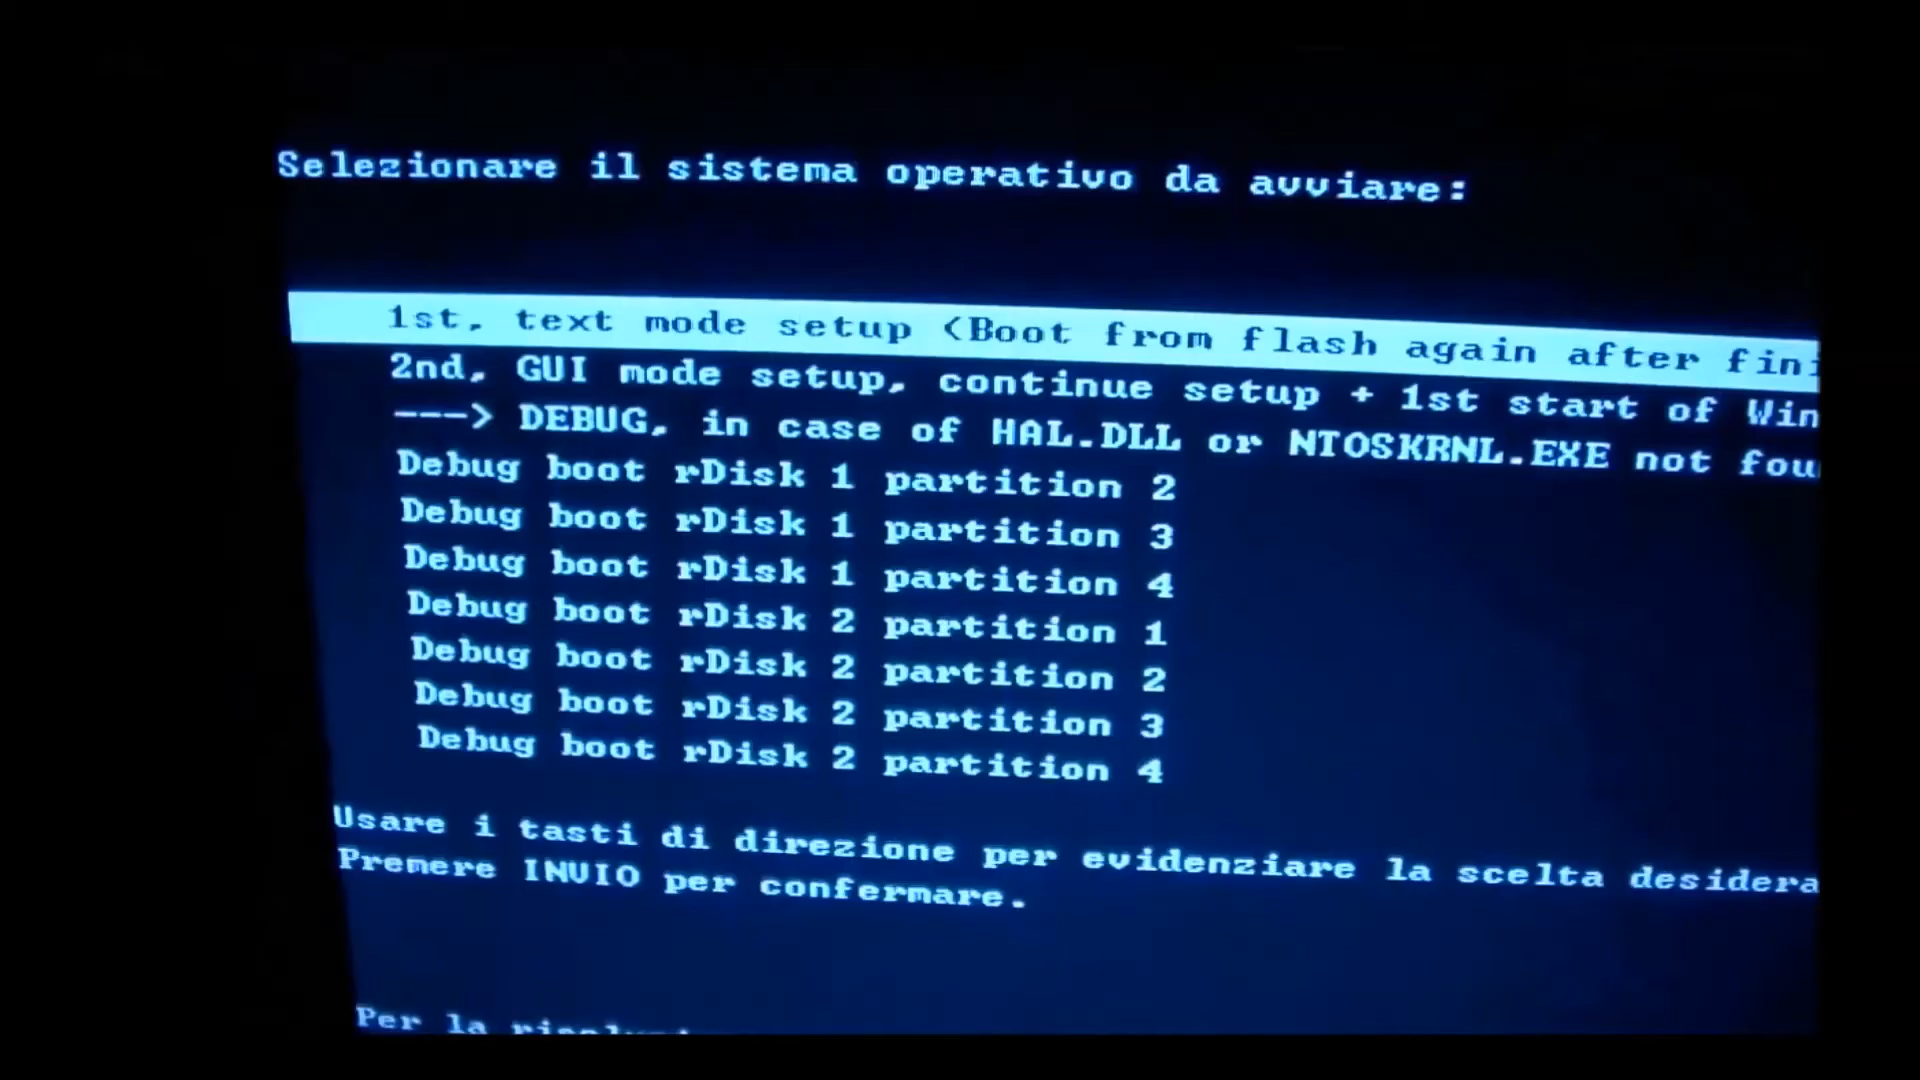 Selezionare il sistema operativo da avviare:
1st, text mode setup (Boot from flash again after fini
2nd, GUI mode setup, continue setup + 1st start of Win
---> DEBUG, in case of HAL.DLL or NTOSKRNL.EXE not fou
Debug boot rDisk 1 partition 2
Debug boot rDisk 1 partition 3
Debug boot rDisk 1 partition 4
Debug boot rDisk 2 partition 1
Debug boot rDisk 2 partition 2
Debug boot rDisk 2 partition 3
Debug boot rDisk 2 partition 4
Usare i tasti di direzione per evidenziare la scelta desidera
Premere INVIO per confermare.
Per la